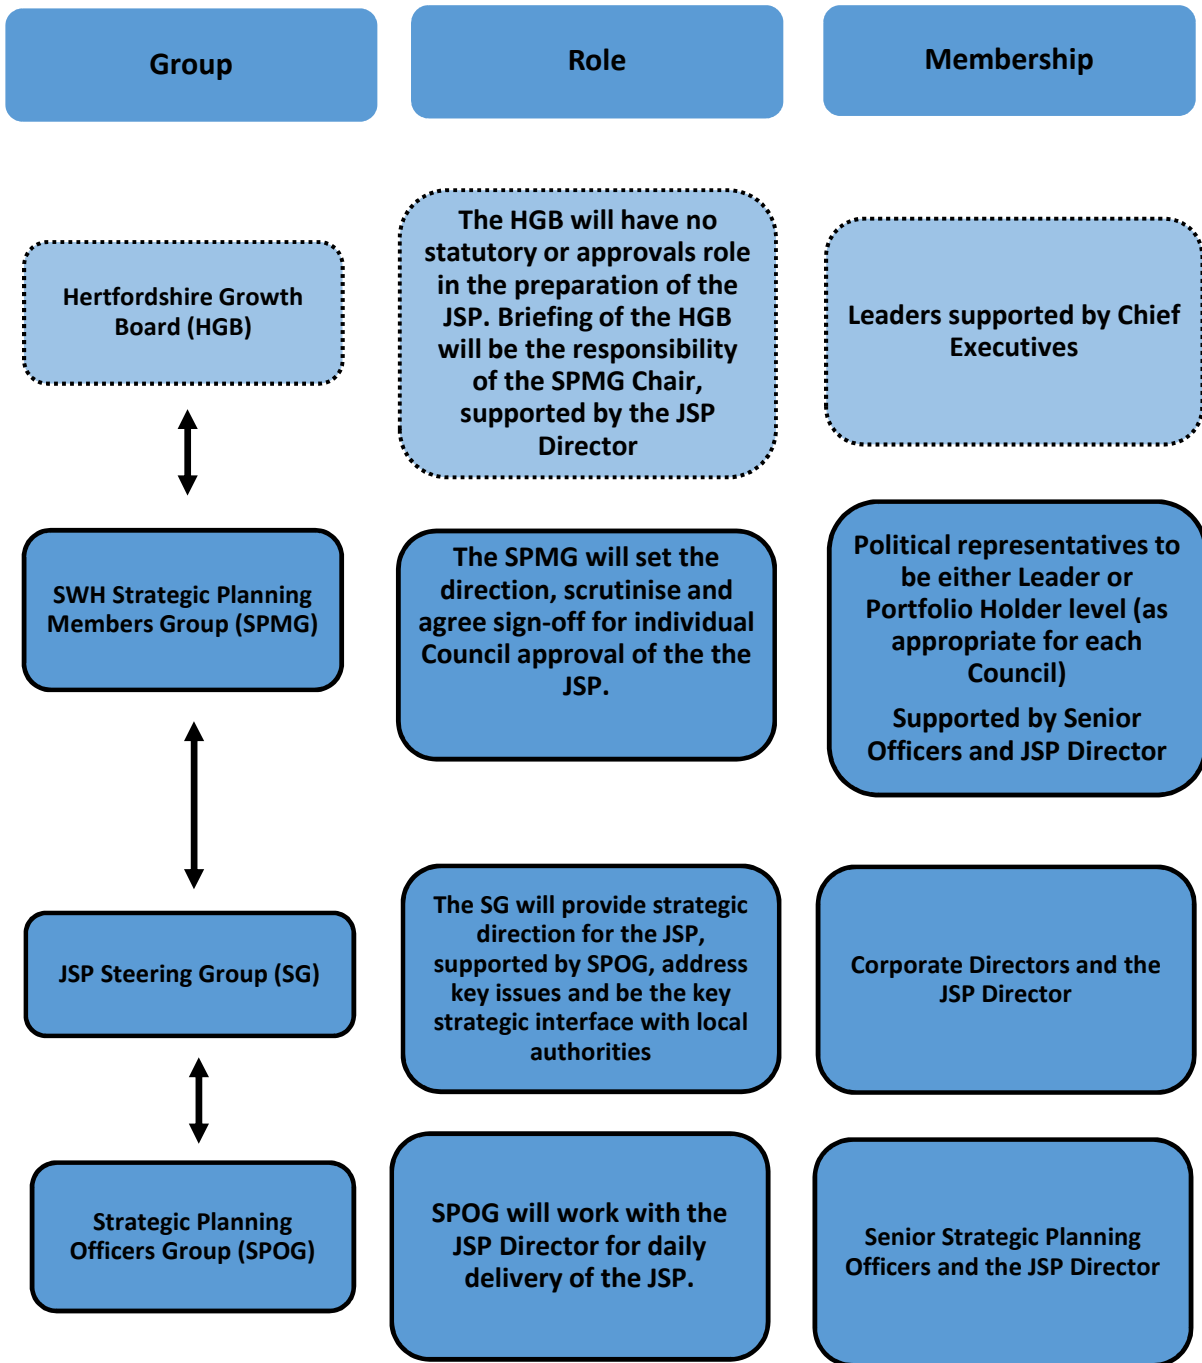 Group
Role
Membership
Hertfordshire Growth
Board (HGB)
The HGB will have no
statutory or approvals role
in the preparation of the
JSP. Briefing of the HGB
will be the responsibility
of the SPMG Chair,
supported by the JSP
Director
Leaders supported by Chief
Executives
SWH Strategic Planning
Members Group (SPMG)
The SPMG will set the
direction, scrutinise and
agree sign-off for individual
Council approval of the the
JSP.
Political representatives to
be either Leader or
Portfolio Holder level (as
appropriate for each
Council)
Supported by Senior
Officers and JSP Director
JSP Steering Group (SG)
The SG will provide strategic
direction for the JSP,
supported by SPOG, address
key issues and be the key
strategic interface with local
authorities
Corporate Directors and the
JSP Director
Strategic Planning
Officers Group (SPOG)
SPOG will work with the
JSP Director for daily
delivery of the JSP.
Senior Strategic Planning
Officers and the JSP Director